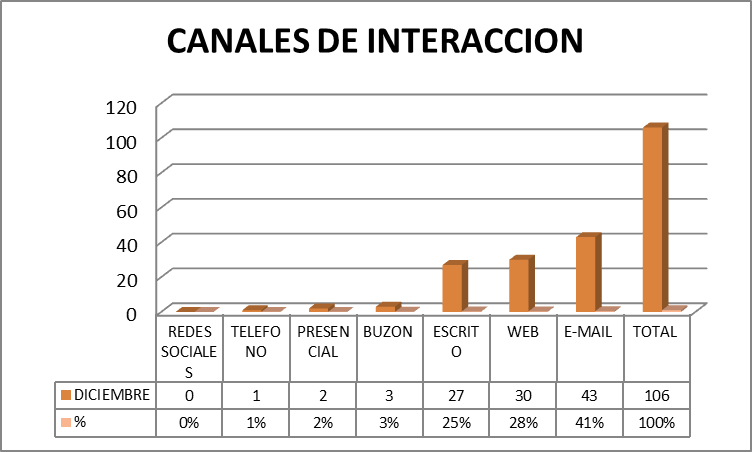 CANALES DE INTERACCION
120
100
80
60
40
20
0
REDES SOCIALE S TELEFO NO PRESEN CIAL BUZON ESCRIT O WEB E-MAIL TOTAL
DICIEMBRE 0 1 2 3 27 30 43 106
% 0% 1% 2% 3% 25% 28% 41% 100%